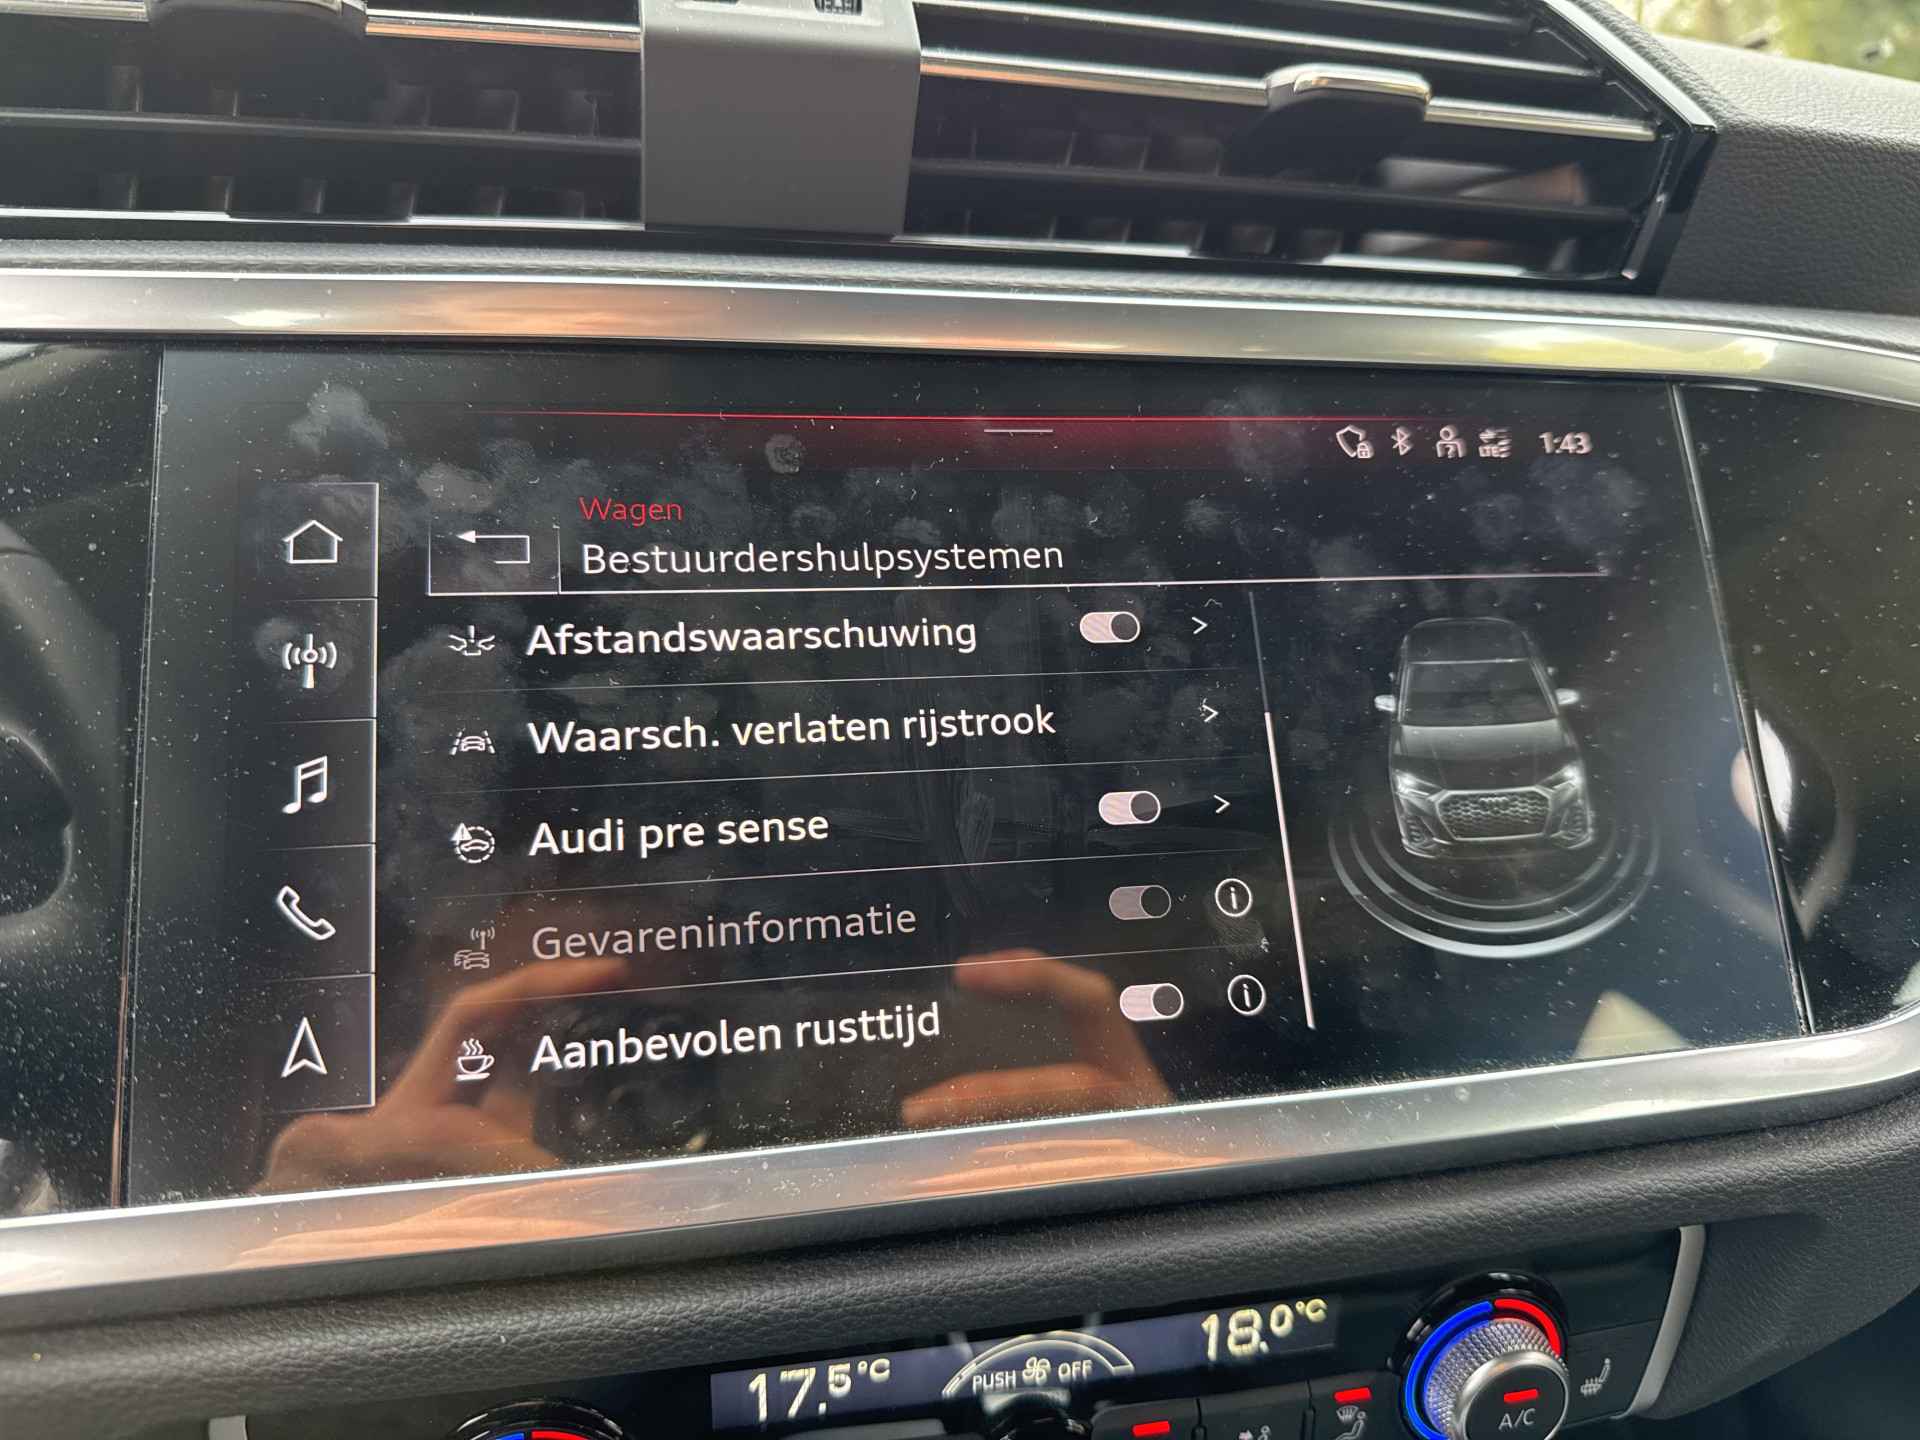 LTE
1:43
Wagen
Bestuurdershulpsystemen
Afstandswaarschuwing
Waarsch. verlaten rijstrook
Audi pre sense
Gevareninformatie
Aanbevolen rusttijd
17.5°C
PUSH OFF
18.0°C
A/C